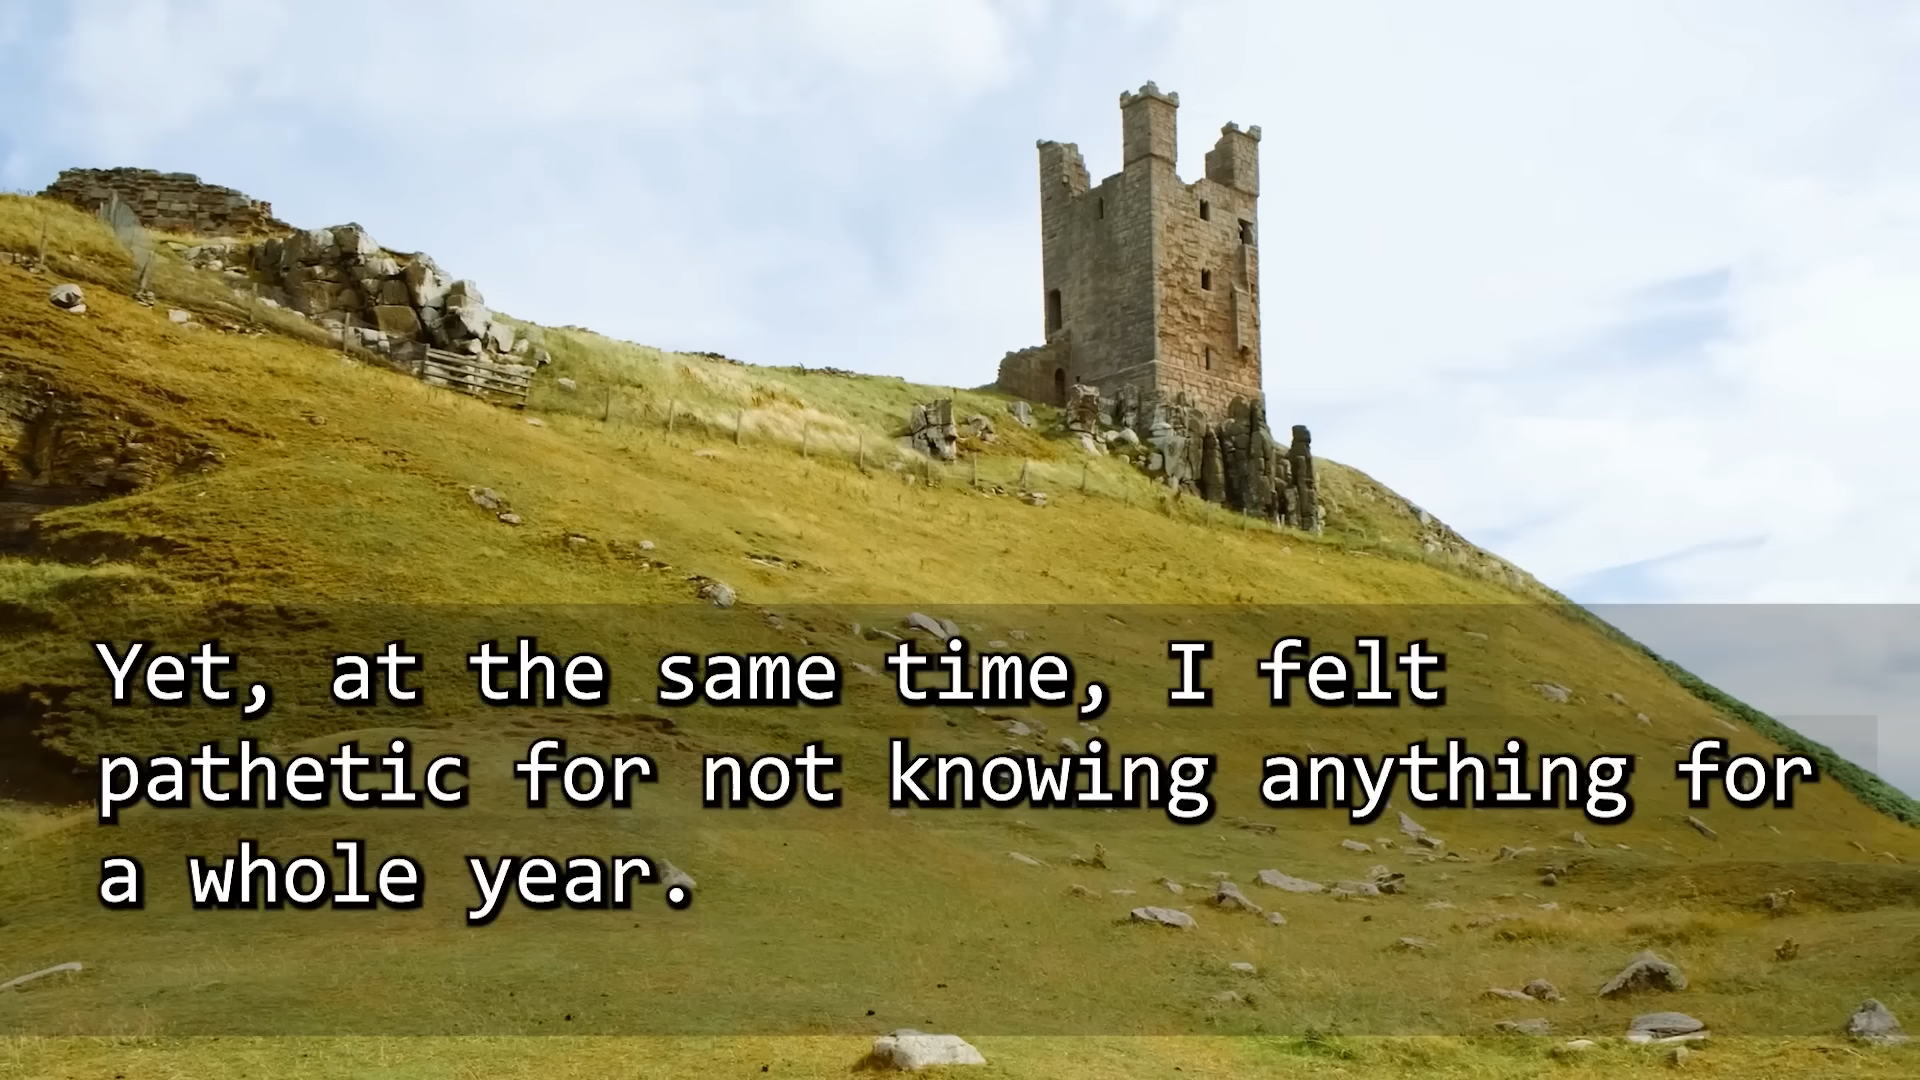 Yet, at the same time, I felt
pathetic for not knowing anything for
a whole year.